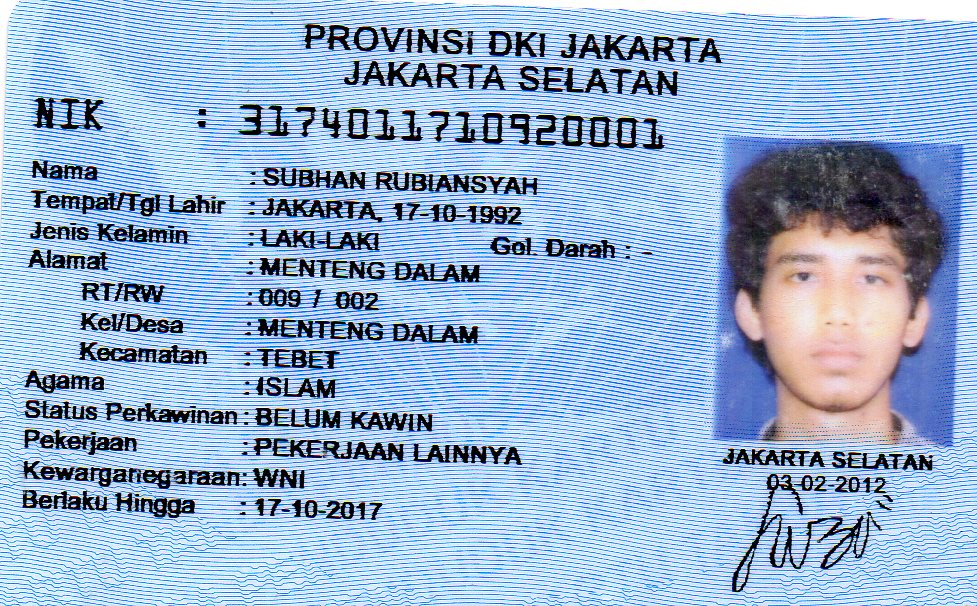 PROVINSI DKI JAKARTA
JAKARTA SELATAN
NIK : 3174011710920001
Nama : SUBHAN RUBIANSYAH
Tempat/Tgl Lahir : JAKARTA, 17-10-1992
Jenis Kelamin : LAKI-LAKI Gol. Darah : -
Alamat : MENTENG DALAM
RT/RW : 009 / 002
Kel/Desa : MENTENG DALAM
Kecamatan : TEBET
Agama : ISLAM
Status Perkawinan : BELUM KAWIN
Pekerjaan : PEKERJAAN LAINNYA
Kewarganegaraan : WNI
Berlaku Hingga : 17-10-2017
JAKARTA SELATAN
03-02-2012